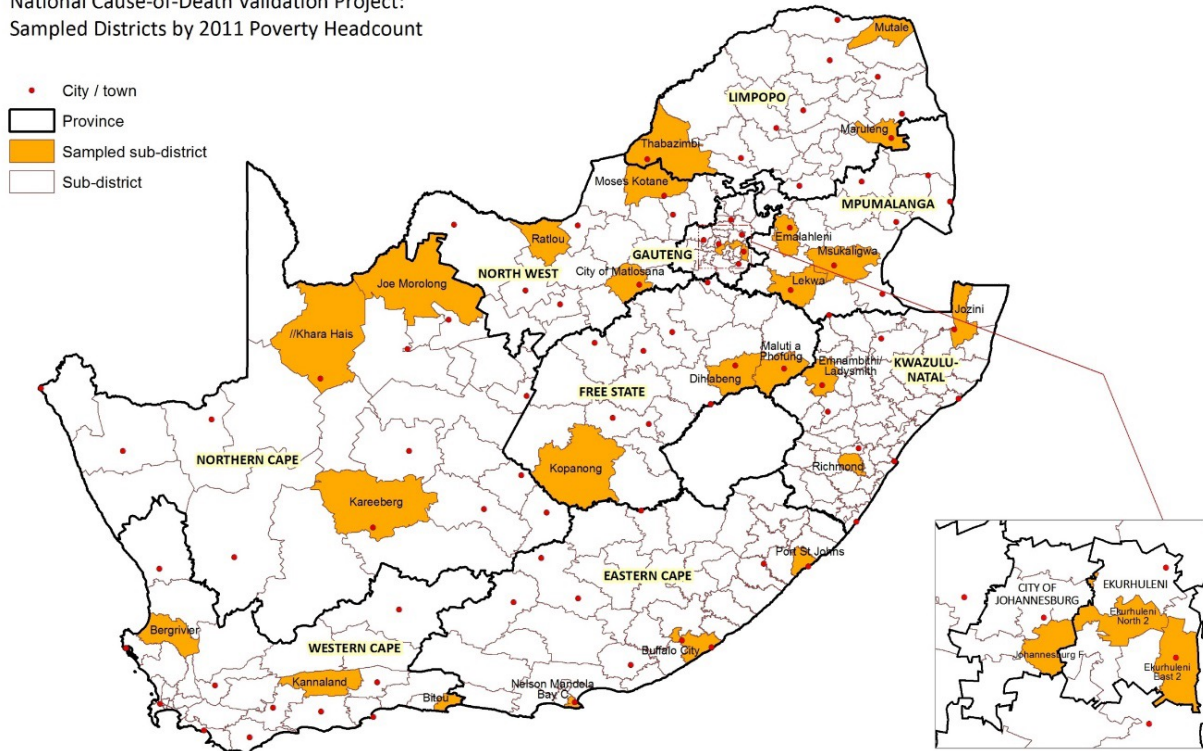 National Cause-of-Death Validation Project:
Sampled Districts by 2011 Poverty Headcount
City / town
Province
Sampled sub-district
Sub-district
Mutale
LIMPOPO
Maruleng
Thabazimbi
Moses Kotane
MPUMALANGA
Ratlou
Emalahleni
Msukaligwa
GAUTENG
NORTH WEST
City of Matlosana
Lekwa
Joe Morolong
Jozini
//Khara Hais
Maluti a
Phofung
Emnambithi/
Ladysmith
KWAZULU-
NATAL
Dihlabeng
FREE STATE
NORTHERN CAPE
Kopanong
Richmond
Kareeberg
Port St Johns
EASTERN CAPE
Bergrivier
WESTERN CAPE
Buffalo City
Kannaland
Bitou
Nelson Mandela
Bay C
CITY OF
JOHANNESBURG
EKURHULENI
Ekurhuleni
North 2
Johannesburg F
Ekurhuleni
East 2